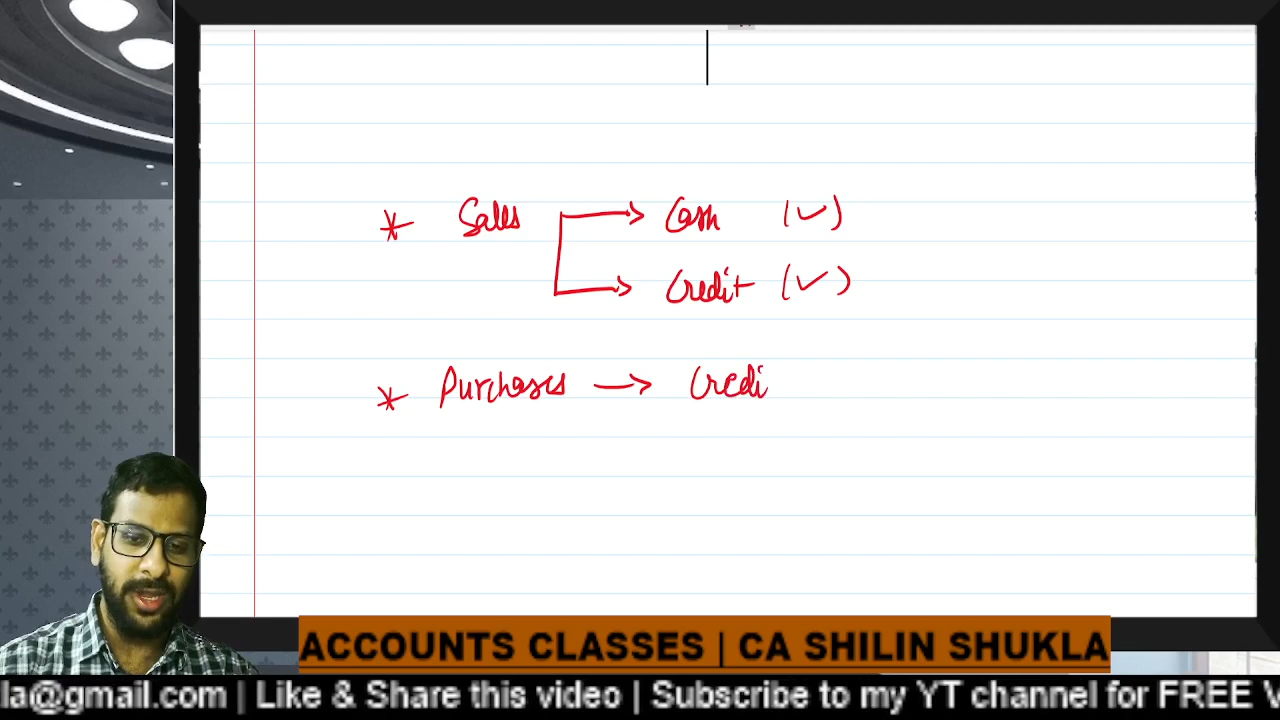 * Sales → Cash (✓)
→ Credit (✓)
* Purchases → Credi
ACCOUNTS CLASSES | CA SHILIN SHUKLA
la@gmail.com | Like & Share this video | Subscribe to my YT channel for FREE V